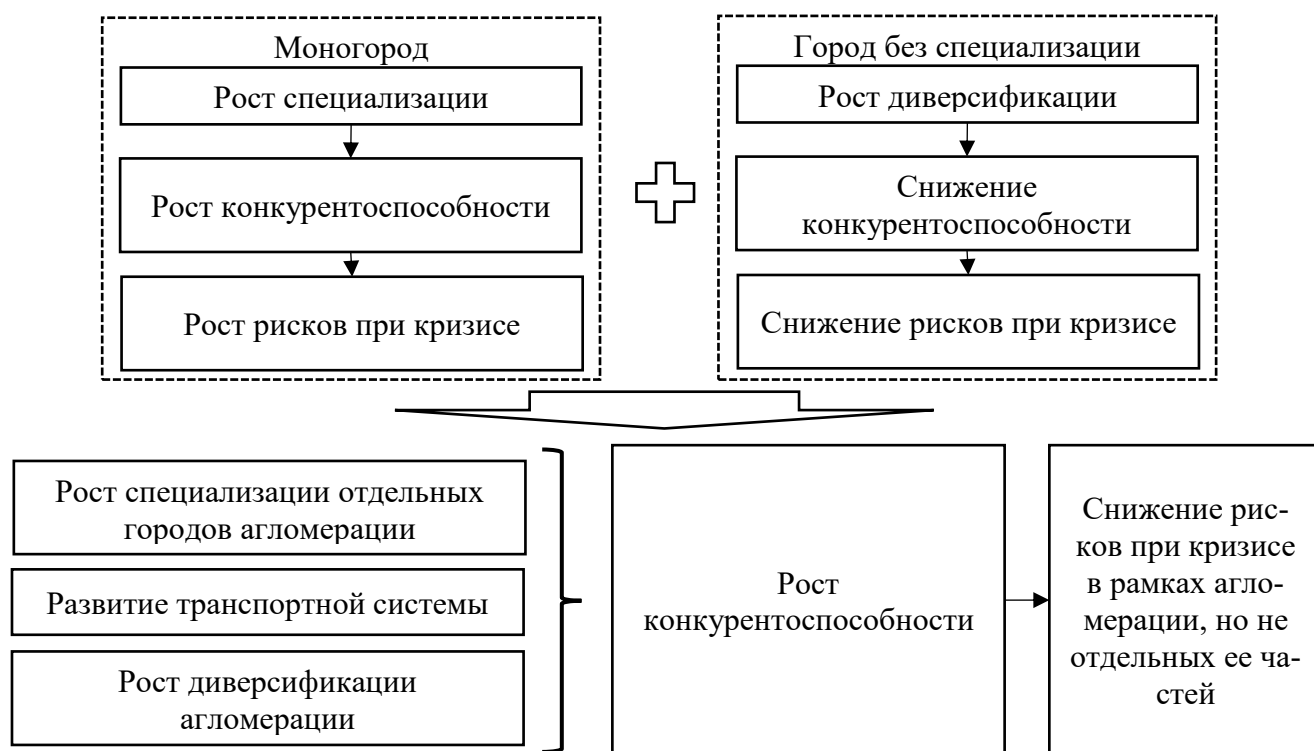 Моногород
Рост специализации
Рост конкурентоспособности
Рост рисков при кризисе
Город без специализации
Рост диверсификации
Снижение
конкурентоспособности
Снижение рисков при кризисе
Рост специализации отдельных
городов агломерации
Развитие транспортной системы
Рост диверсификации
агломерации
Рост
конкурентоспособности
Снижение рис-
ков при кризисе
в рамках агло-
мерации, но не
отдельных ее ча-
стей